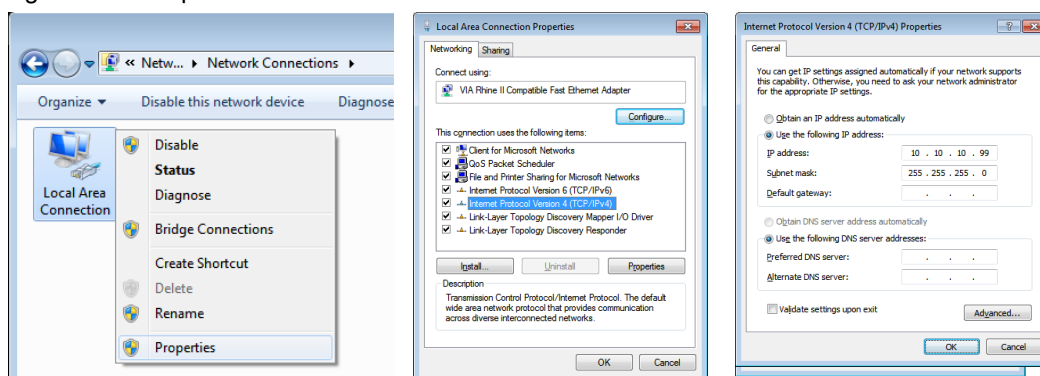 « Netw... ▸ Network Connections ▸
Organize ▾ Disable this network device Diagnose
Local Area
Connection
Disable
Status
Diagnose
Bridge Connections
Create Shortcut
Delete
Rename
Properties
Local Area Connection Properties
Networking Sharing
Connect using:
VIA Rhine II Compatible Fast Ethernet Adapter
Configure...
This connection uses the following items:
Client for Microsoft Networks
QoS Packet Scheduler
File and Printer Sharing for Microsoft Networks
Internet Protocol Version 6 (TCP/IPv6)
Internet Protocol Version 4 (TCP/IPv4)
Link-Layer Topology Discovery Mapper I/O Driver
Link-Layer Topology Discovery Responder
Install... Uninstall Properties
Description
Transmission Control Protocol/Internet Protocol. The default
wide area network protocol that provides communication
across diverse interconnected networks.
OK Cancel
Internet Protocol Version 4 (TCP/IPv4) Properties
General
You can get IP settings assigned automatically if your network supports
this capability. Otherwise, you need to ask your network administrator
for the appropriate IP settings.
Obtain an IP address automatically
Use the following IP address:
IP address: 10 . 10 . 10 . 99
Subnet mask: 255 . 255 . 255 . 0
Default gateway: . . .
Obtain DNS server address automatically
Use the following DNS server addresses:
Preferred DNS server: . . .
Alternate DNS server: . . .
Validate settings upon exit Advanced...
OK Cancel